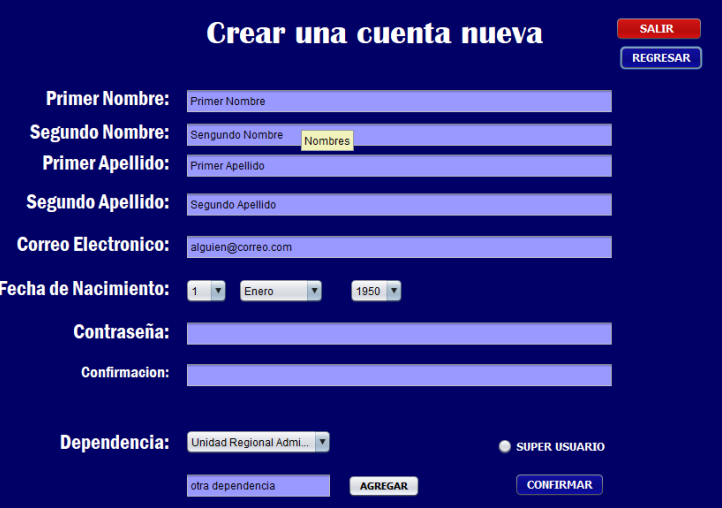 Crear una cuenta nueva
SALIR
REGRESAR
Primer Nombre: Primer Nombre
Segundo Nombre: Sengundo Nombre
Nombres
Primer Apellido: Primer Apellido
Segundo Apellido: Segundo Apellido
Correo Electronico: alguien@correo.com
Fecha de Nacimiento: 1 Enero 1950
Contraseña:
Confirmacion:
Dependencia: Unidad Regional Admi... SUPER USUARIO
otra dependencia AGREGAR CONFIRMAR